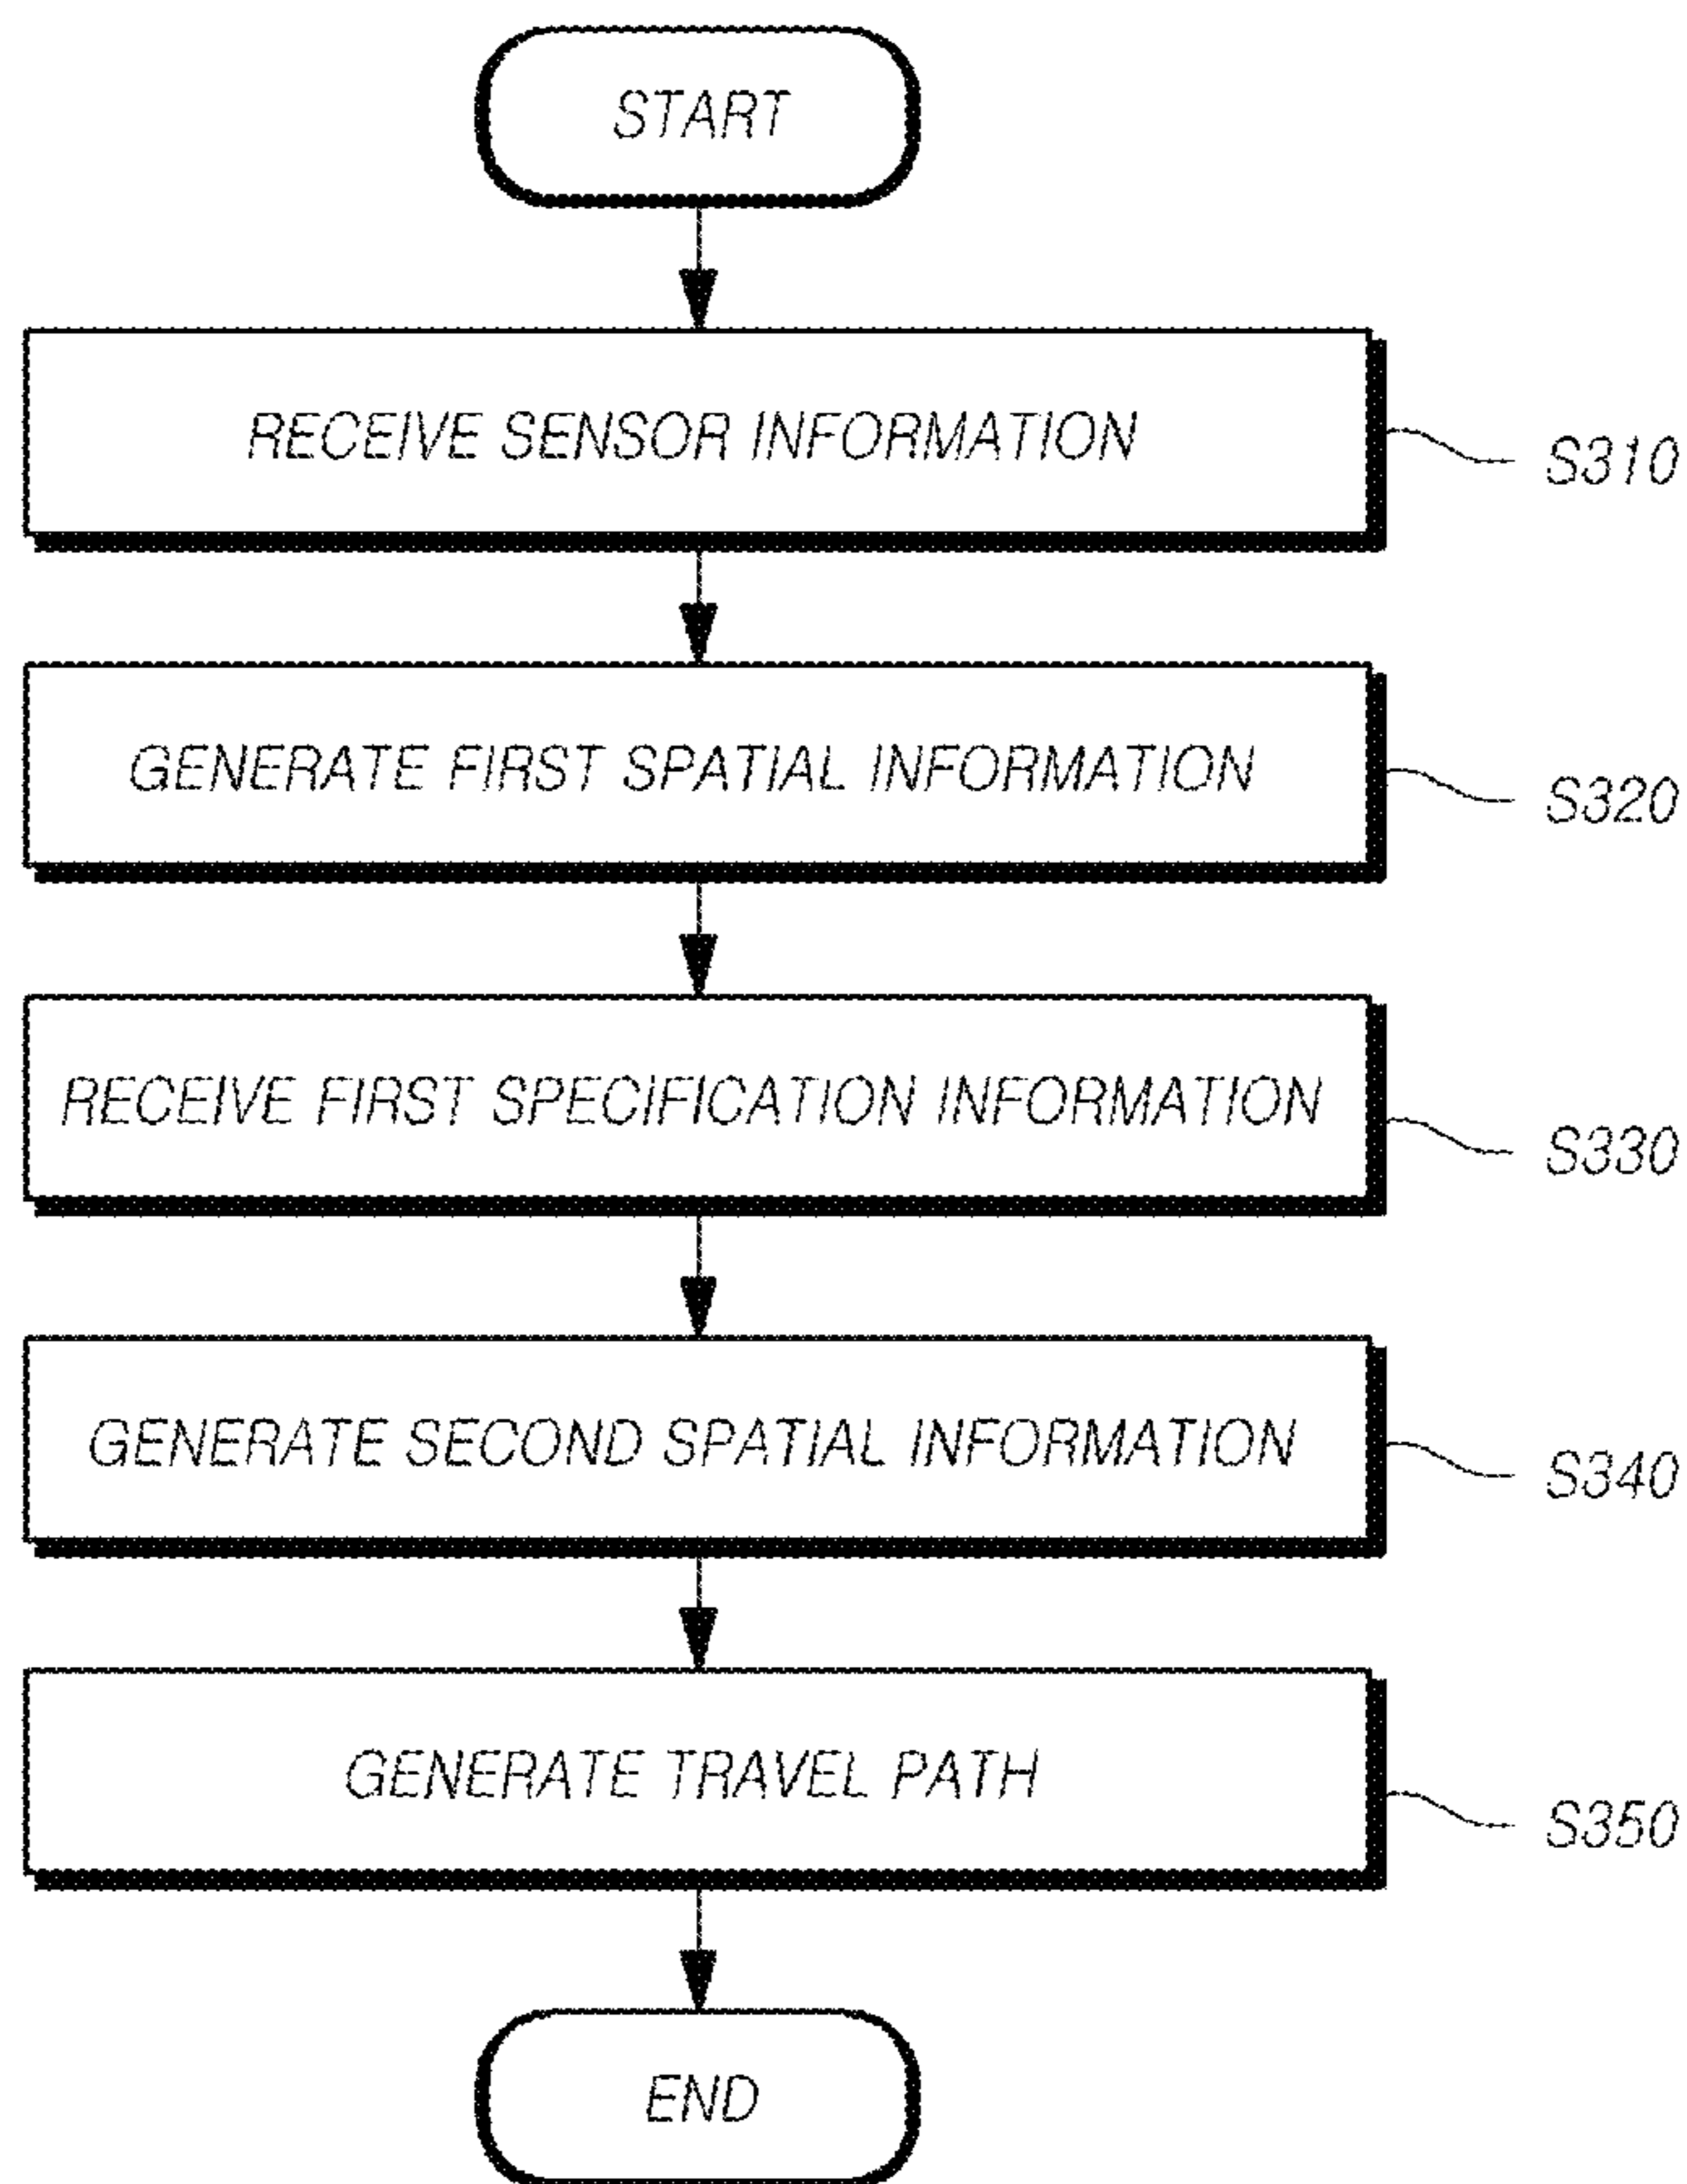 START
RECEIVE SENSOR INFORMATION
S310
GENERATE FIRST SPATIAL INFORMATION
S320
RECEIVE FIRST SPECIFICATION INFORMATION
S330
GENERATE SECOND SPATIAL INFORMATION
S340
GENERATE TRAVEL PATH
S350
END